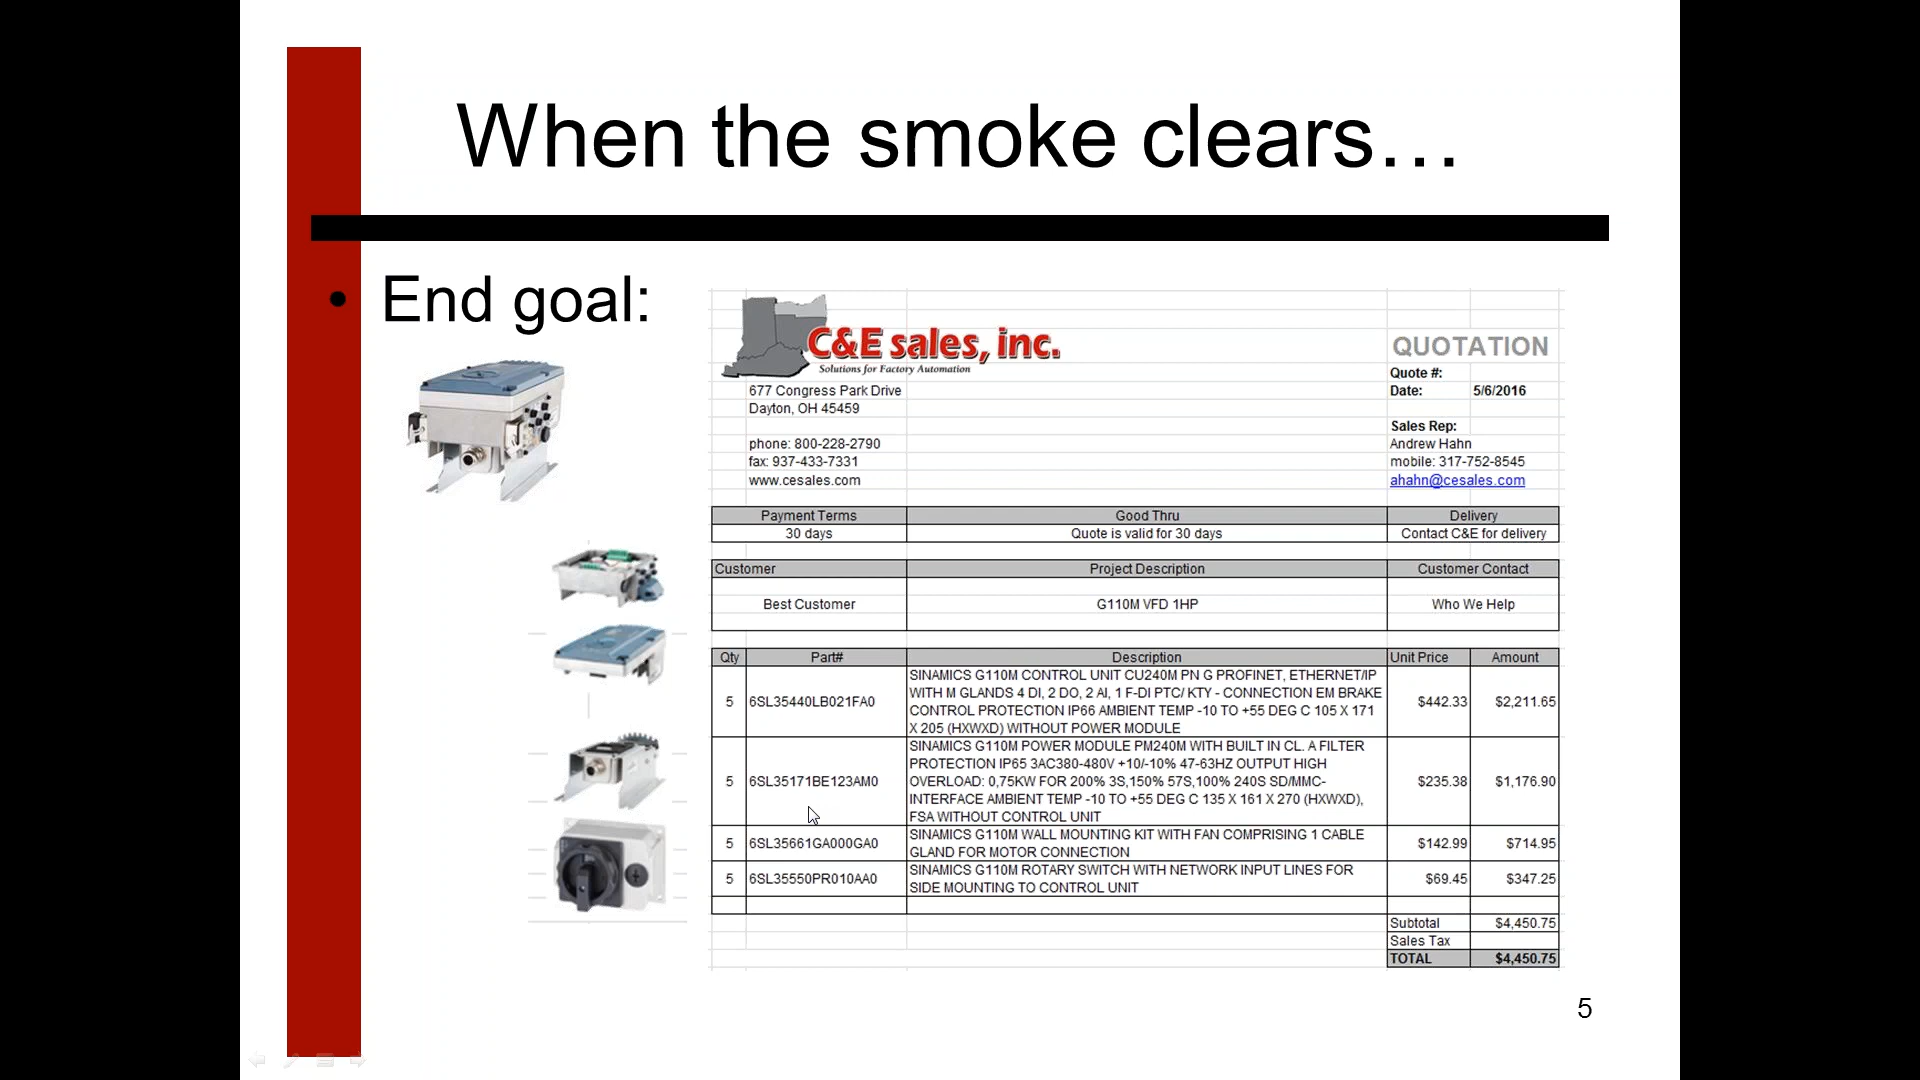 When the smoke clears…
• End goal:
C&E sales, inc.
Solutions for Factory Automation
677 Congress Park Drive
Dayton, OH 45459
phone: 800-228-2790
fax: 937-433-7331
www.cesales.com
QUOTATION
Quote #:
Date: 5/6/2016
Sales Rep:
Andrew Hahn
mobile: 317-752-8545
ahahn@cesales.com
Payment Terms Good Thru Delivery
30 days Quote is valid for 30 days Contact C&E for delivery
Customer Project Description Customer Contact
Best Customer G110M VFD 1HP Who We Help
Qty Part# Description Unit Price Amount
SINAMICS G110M CONTROL UNIT CU240M PN G PROFINET, ETHERNET/IP
WITH M GLANDS 4 DI, 2 DO, 2 AI, 1 F-DI PTC/ KTY - CONNECTION EM BRAKE
5 6SL35440LB021FA0 CONTROL PROTECTION IP66 AMBIENT TEMP -10 TO +55 DEG C 105 X 171 $442.33 $2,211.65
X 205 (HXWXD) WITHOUT POWER MODULE
SINAMICS G110M POWER MODULE PM240M WITH BUILT IN CL. A FILTER
PROTECTION IP65 3AC380-480V +10/-10% 47-63HZ OUTPUT HIGH
5 6SL35171BE123AM0 OVERLOAD: 0,75KW FOR 200% 3S,150% 57S,100% 240S SD/MMC- $235.38 $1,176.90
INTERFACE AMBIENT TEMP -10 TO +55 DEG C 135 X 161 X 270 (HXWXD),
FSA WITHOUT CONTROL UNIT
5 6SL35661GA000GA0 SINAMICS G110M WALL MOUNTING KIT WITH FAN COMPRISING 1 CABLE $142.99 $714.95
GLAND FOR MOTOR CONNECTION
5 6SL35550PR010AA0 SINAMICS G110M ROTARY SWITCH WITH NETWORK INPUT LINES FOR $69.45 $347.25
SIDE MOUNTING TO CONTROL UNIT
Subtotal $4,450.75
Sales Tax
TOTAL $4,450.75
5